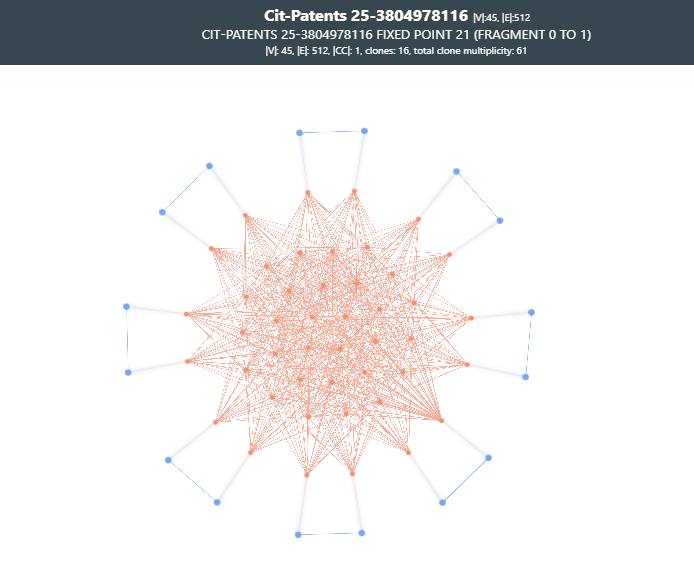 Cit-Patents 25-3804978116 |V|:45, |E|:512
CIT-PATENTS 25-3804978116 FIXED POINT 21 (FRAGMENT 0 TO 1)
|V|: 45, |E|: 512, |CC|: 1, clones: 16, total clone multiplicity: 61